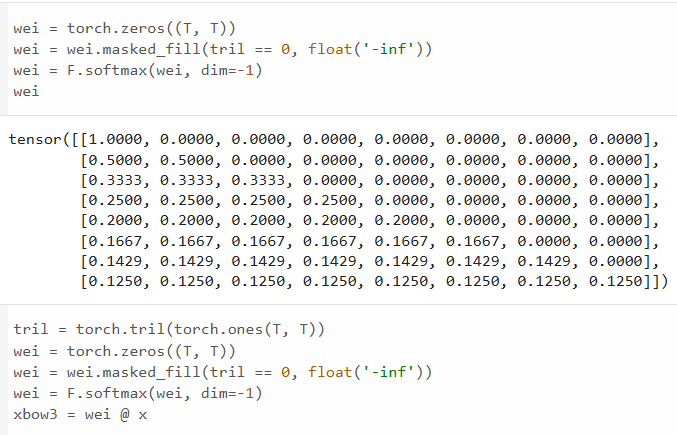 wei = torch.zeros((T, T))
wei = wei.masked_fill(tril == 0, float('-inf'))
wei = F.softmax(wei, dim=-1)
wei
tensor([[1.0000, 0.0000, 0.0000, 0.0000, 0.0000, 0.0000, 0.0000, 0.0000],
[0.5000, 0.5000, 0.0000, 0.0000, 0.0000, 0.0000, 0.0000, 0.0000],
[0.3333, 0.3333, 0.3333, 0.0000, 0.0000, 0.0000, 0.0000, 0.0000],
[0.2500, 0.2500, 0.2500, 0.2500, 0.0000, 0.0000, 0.0000, 0.0000],
[0.2000, 0.2000, 0.2000, 0.2000, 0.2000, 0.0000, 0.0000, 0.0000],
[0.1667, 0.1667, 0.1667, 0.1667, 0.1667, 0.1667, 0.0000, 0.0000],
[0.1429, 0.1429, 0.1429, 0.1429, 0.1429, 0.1429, 0.1429, 0.0000],
[0.1250, 0.1250, 0.1250, 0.1250, 0.1250, 0.1250, 0.1250, 0.1250]])
tril = torch.tril(torch.ones(T, T))
wei = torch.zeros((T, T))
wei = wei.masked_fill(tril == 0, float('-inf'))
wei = F.softmax(wei, dim=-1)
xbow3 = wei @ x